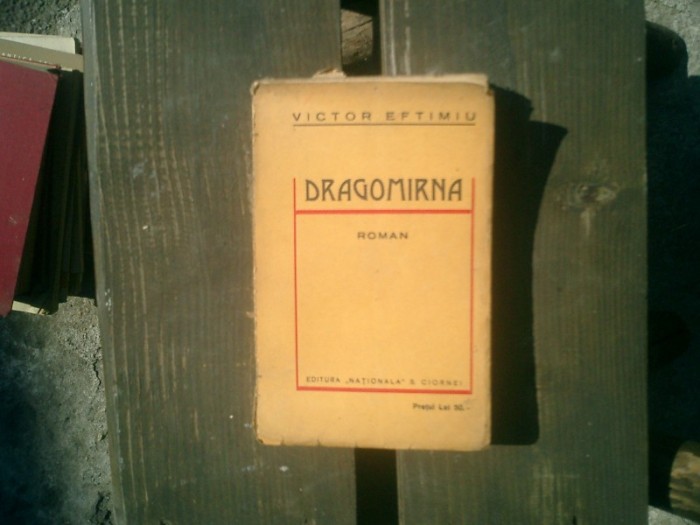 VICTOR EFTIMIU
DRAGOMIRNA
ROMAN
EDITURA „NAȚIONALA” S. CIORNEI
Prețul Lei 50.-